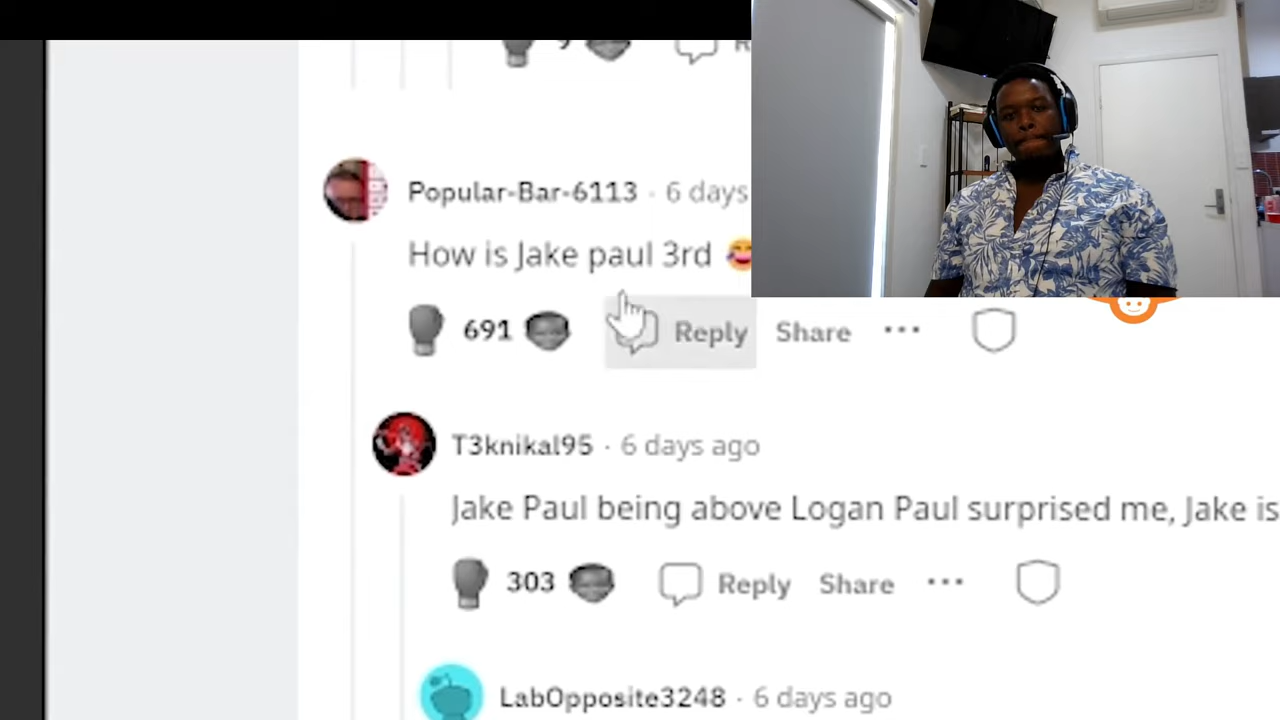 9
Popular-Bar-6113 · 6 days
How is Jake paul 3rd 😂
691 Reply Share ...
T3knikal95 · 6 days ago
Jake Paul being above Logan Paul surprised me, Jake is
303 Reply Share ...
LabOpposite3248 · 6 days ago